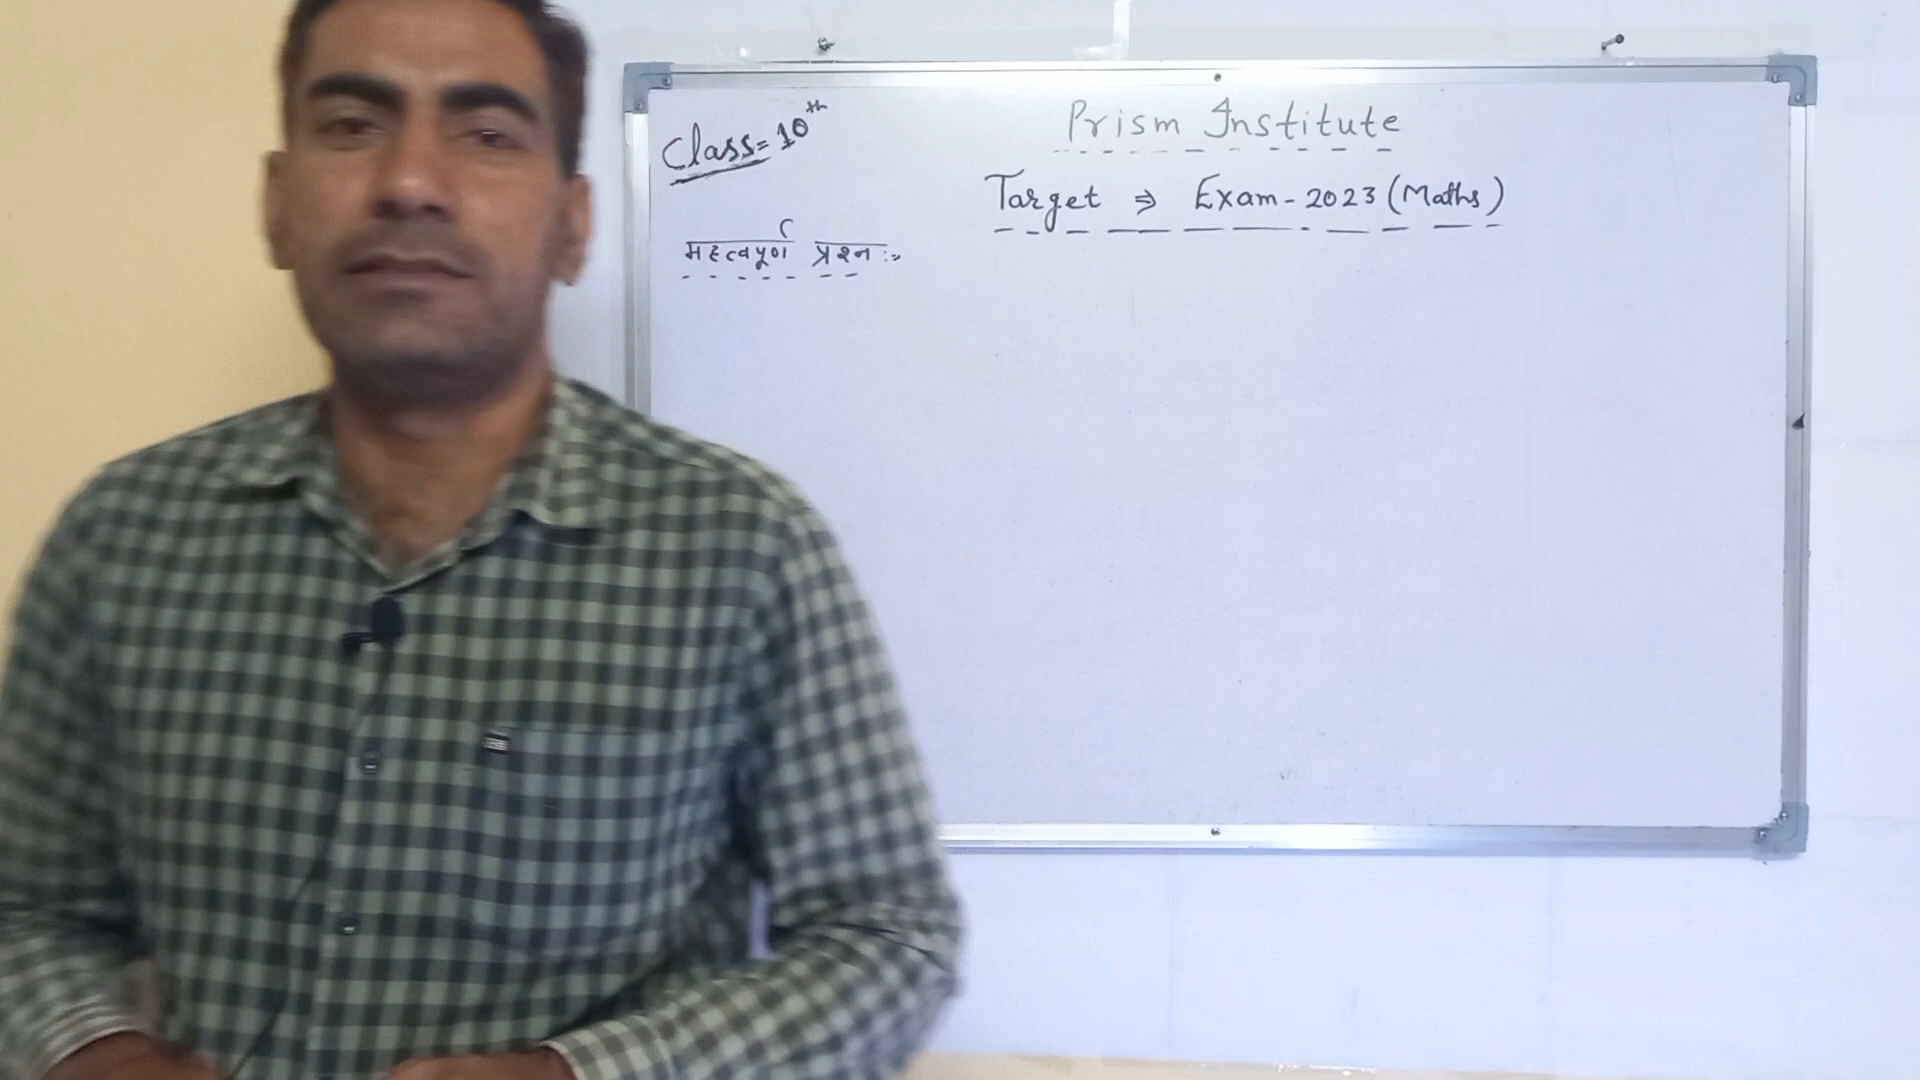 Class = 10th
Prism Institute
Target ⇒ Exam - 2023 (Maths)
महत्वपूर्ण प्रश्न :-